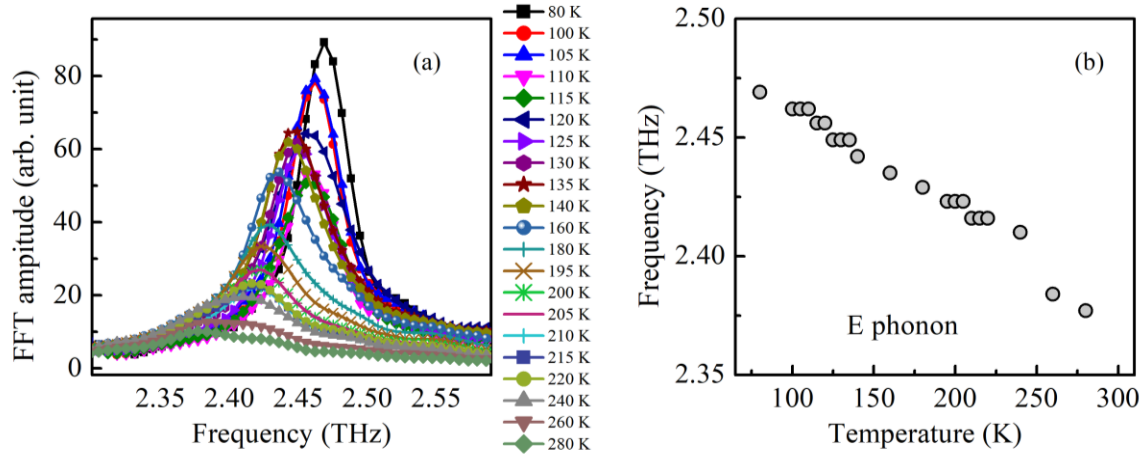 (a)
FFT amplitude (arb. unit)
80
60
40
20
0
2.35 2.40 2.45 2.50 2.55
Frequency (THz)
80 K
100 K
105 K
110 K
115 K
120 K
125 K
130 K
135 K
140 K
160 K
180 K
195 K
200 K
205 K
210 K
215 K
220 K
240 K
260 K
280 K
(b)
Frequency (THz)
2.50
2.45
2.40
2.35
E phonon
100 150 200 250 300
Temperature (K)